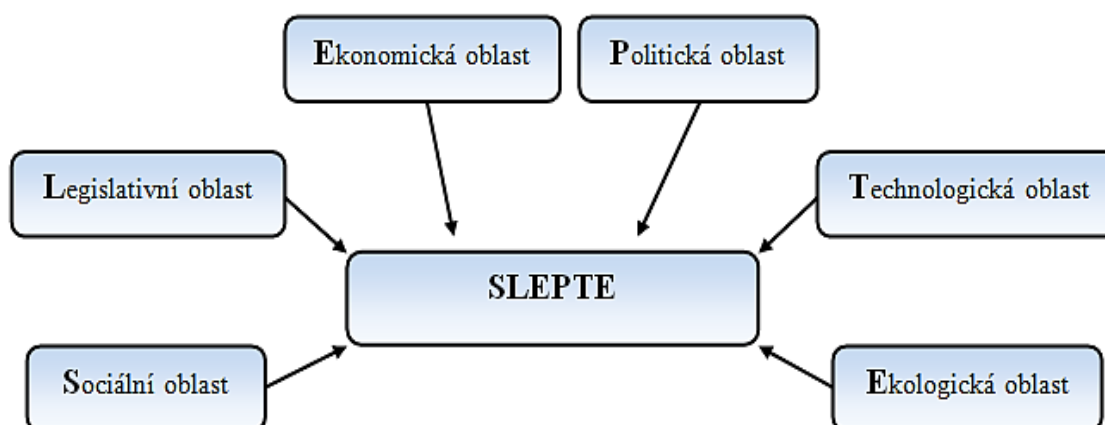 Ekonomická oblast
Politická oblast
Legislativní oblast
Technologická oblast
SLEPTE
Sociální oblast
Ekologická oblast